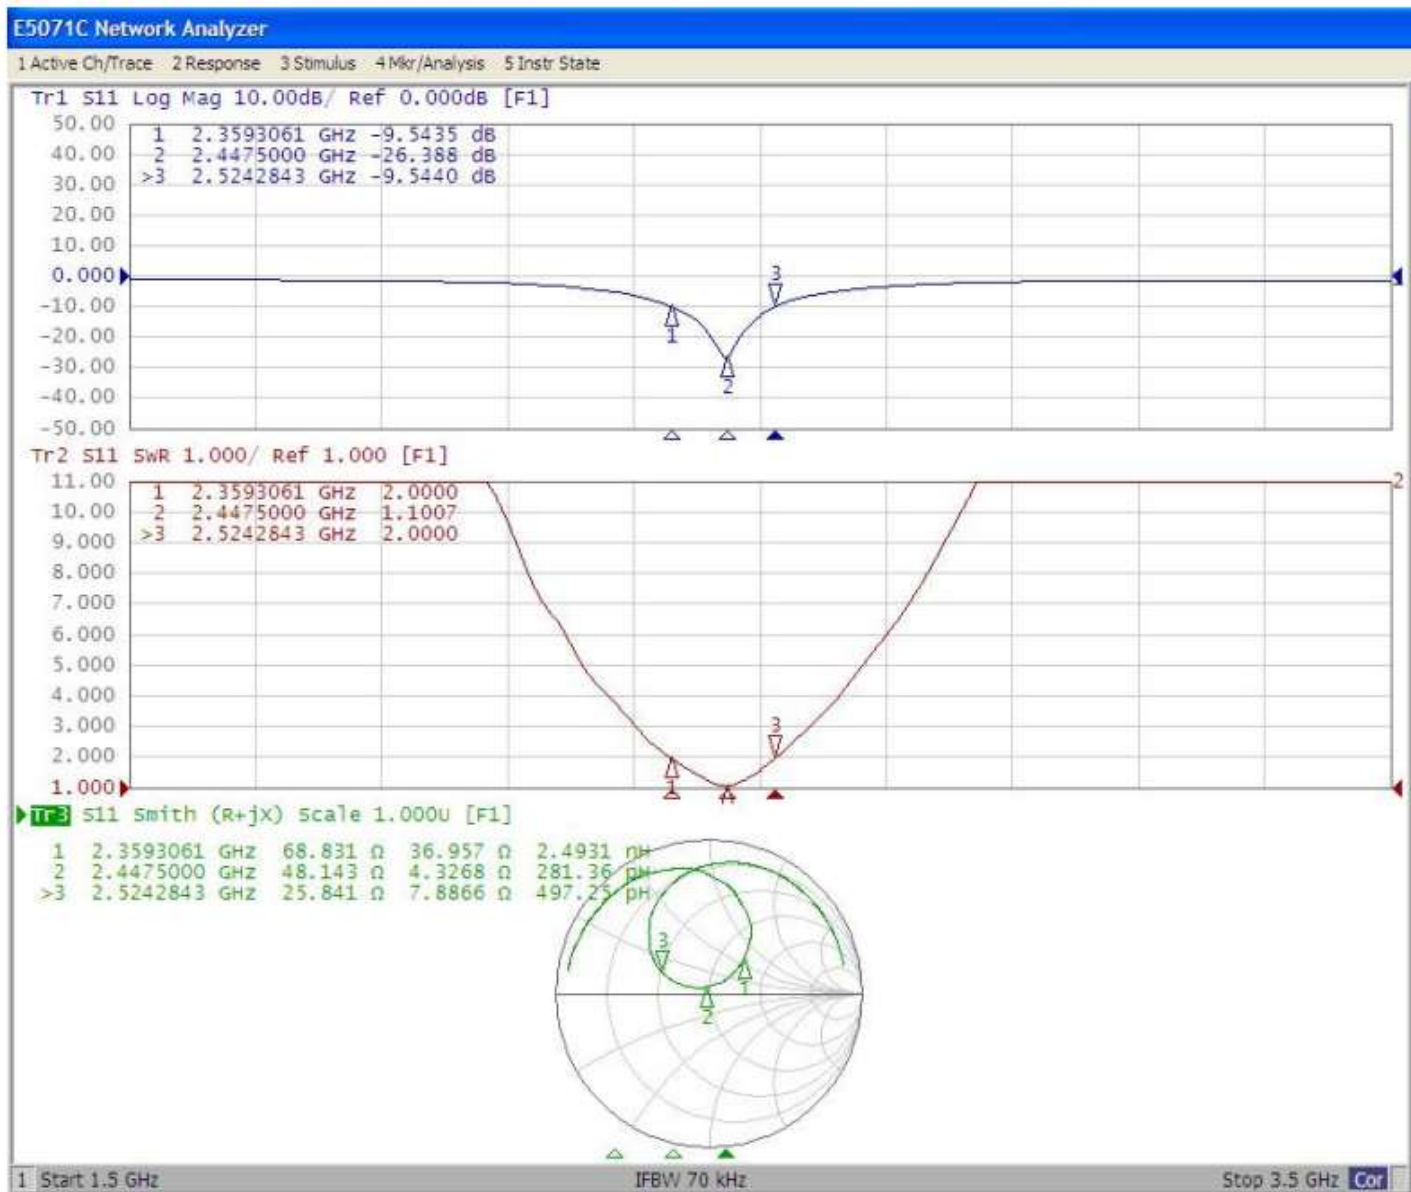 E5071C Network Analyzer
1 Active Ch/Trace 2 Response 3 Stimulus 4 Mkr/Analysis 5 Instr State
Tr1 S11 Log Mag 10.00dB/ Ref 0.000dB [F1]
50.00
1 2.3593061 GHz -9.5435 dB
40.00
2 2.4475000 GHz -26.388 dB
30.00
>3 2.5242843 GHz -9.5440 dB
20.00
10.00
0.000
3
-10.00
1
-20.00
-30.00
2
-40.00
-50.00
Tr2 S11 SWR 1.000/ Ref 1.000 [F1]
11.00
2
1 2.3593061 GHz 2.0000
10.00
2 2.4475000 GHz 1.1007
9.000
>3 2.5242843 GHz 2.0000
8.000
7.000
6.000
5.000
4.000
3.000
3
2.000
1
1.000
Tr3 S11 Smith (R+jX) Scale 1.000U [F1]
1 2.3593061 GHz 68.831 Ω 36.957 Ω 2.4931 nH
2 2.4475000 GHz 48.143 Ω 4.3268 Ω 281.36 pH
>3 2.5242843 GHz 25.841 Ω 7.8866 Ω 497.25 pH
3
1
2
1 Start 1.5 GHz IFBW 70 kHz Stop 3.5 GHz Cor